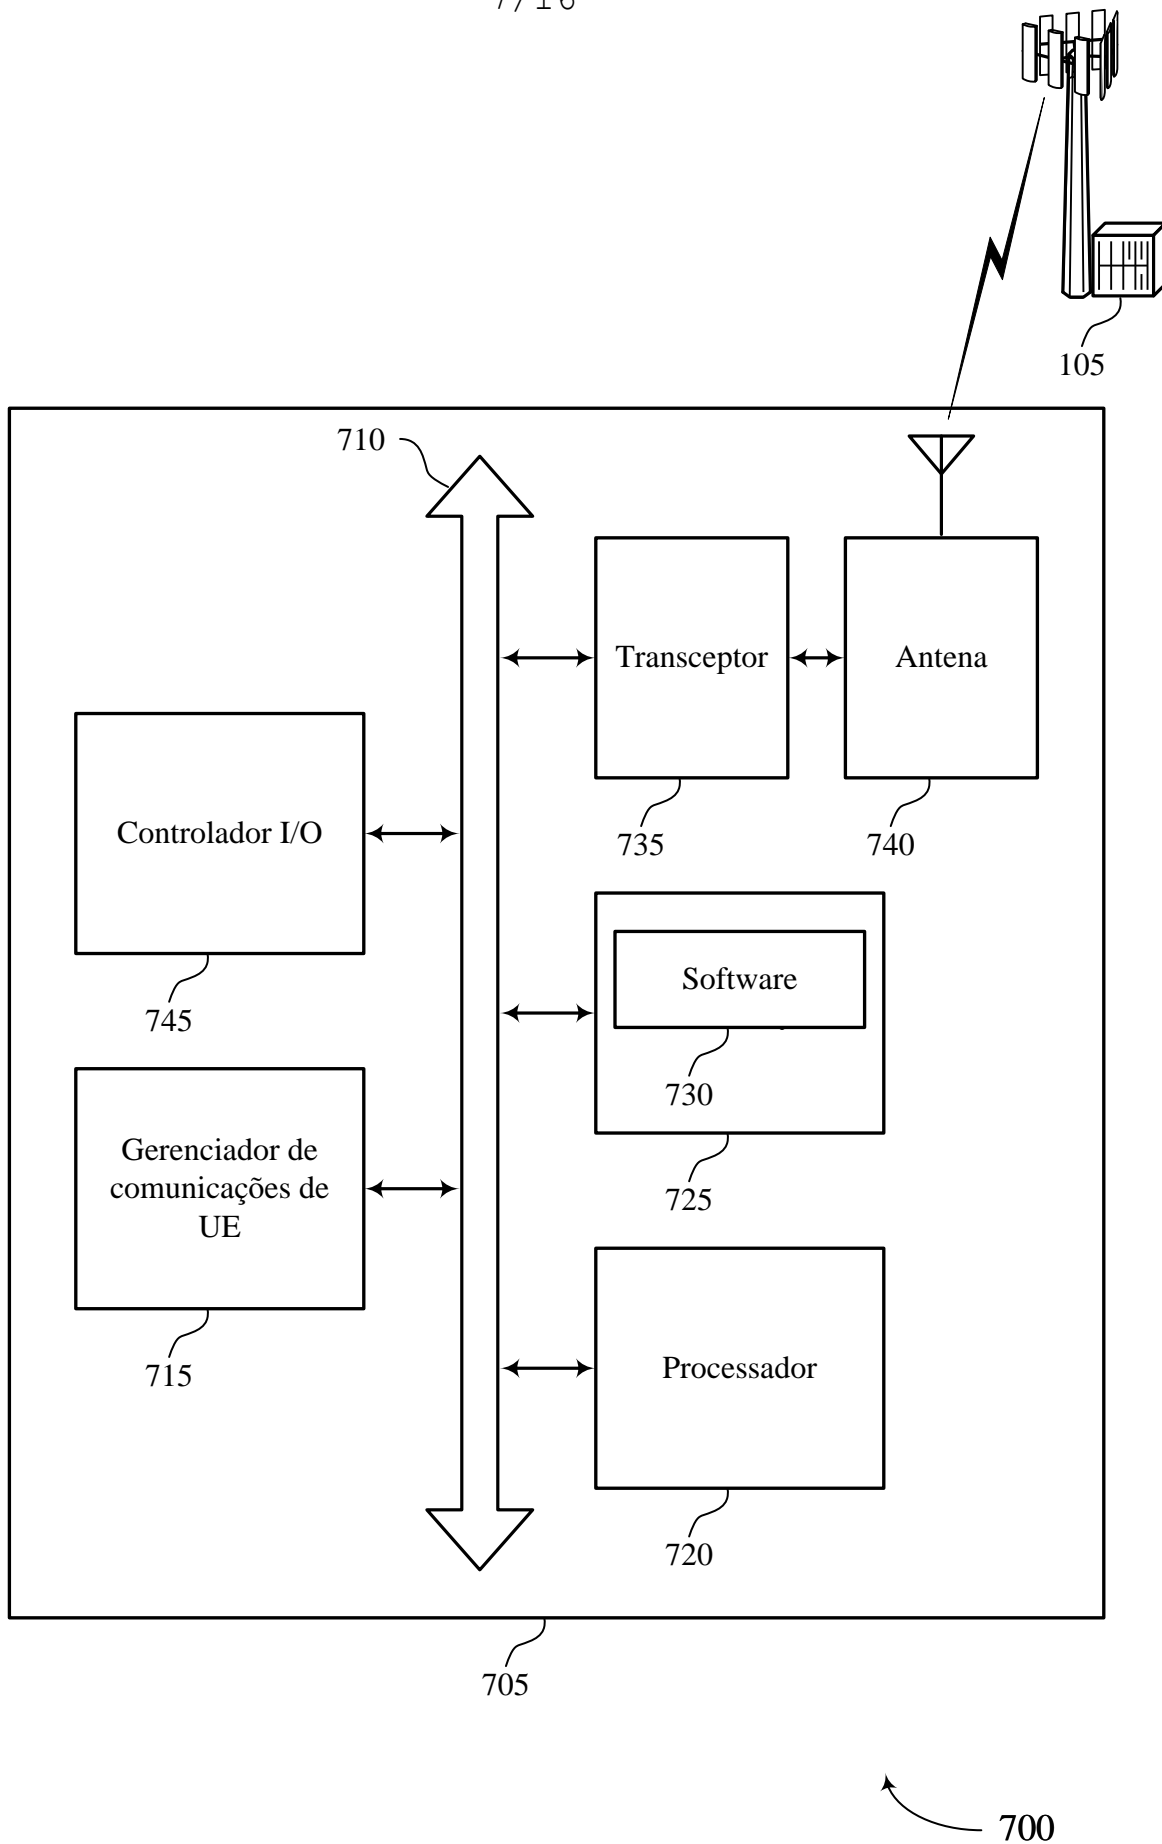 7/16
105
710
Transceptor
Antena
735
740
Controlador I/O
745
Software
730
725
Gerenciador de
comunicações de
UE
715
Processador
720
705
700